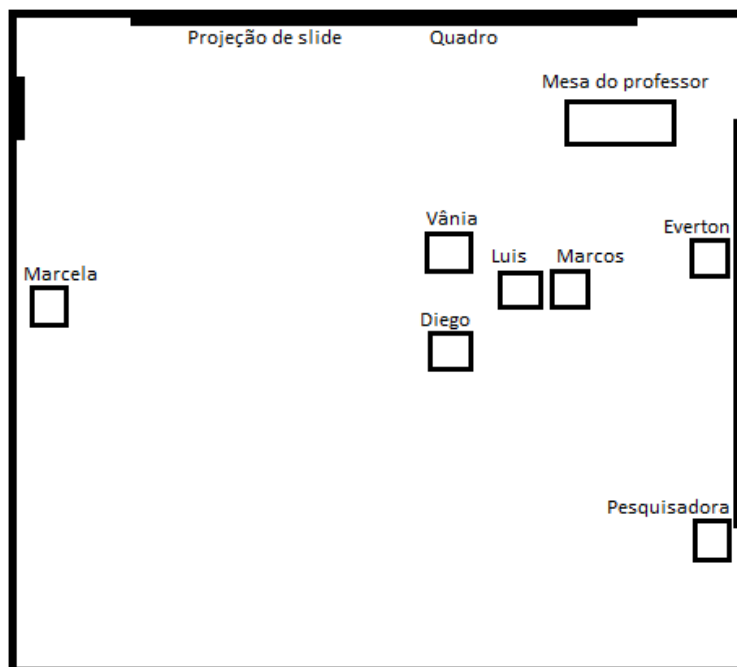 Projeção de slide Quadro
Mesa do professor
Vânia
Everton
Luis Marcos
Marcela
Diego
Pesquisadora